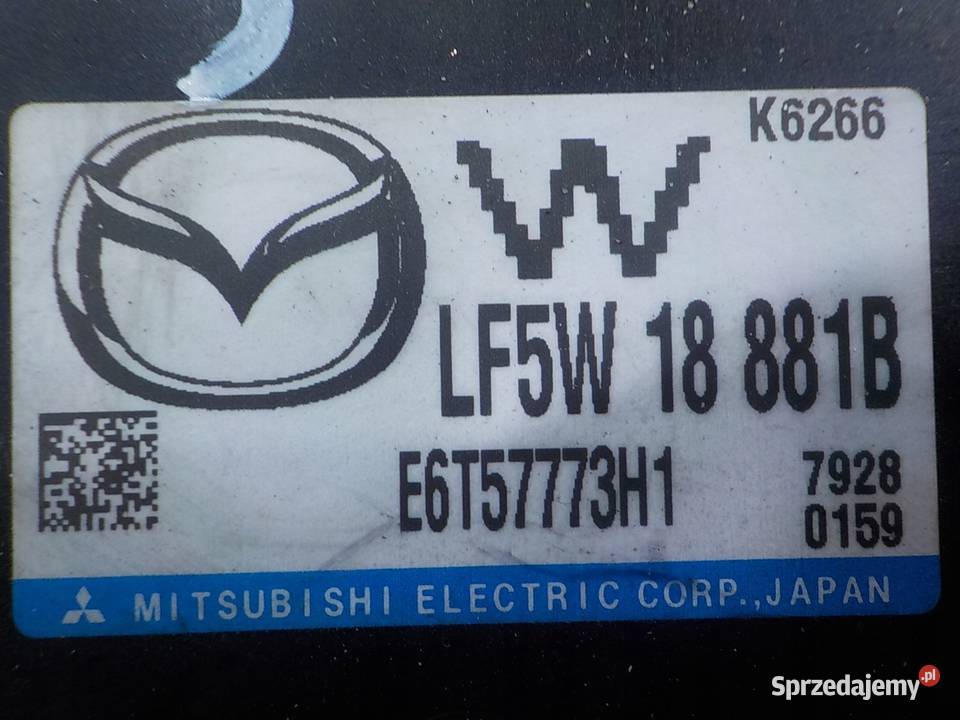 K6266
W
LF5W 18 881B
E6T57773H1
7928
0159
MITSUBISHI ELECTRIC CORP.,JAPAN
Sprzedajemy.pl